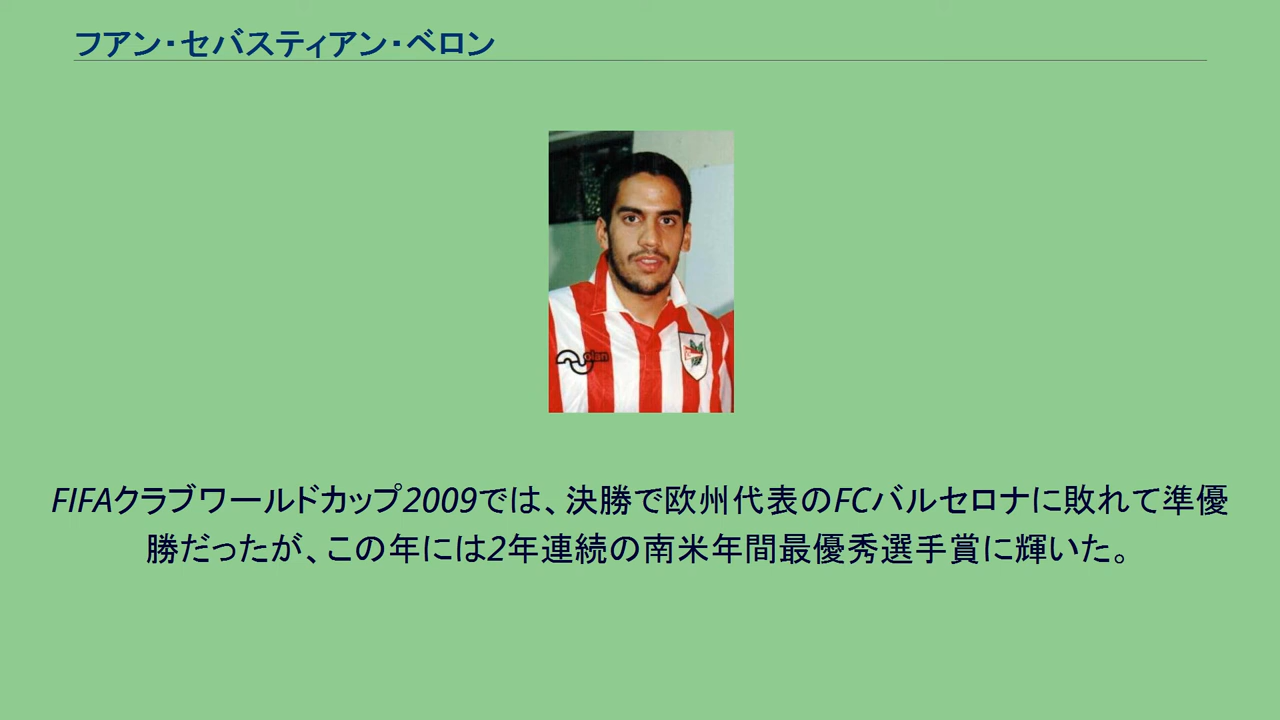 フアン・セバスティアン・ベロン
olan
FIFAクラブワールドカップ2009では、決勝で欧州代表のFCバルセロナに敗れて準優
勝だったが、この年には2年連続の南米年間最優秀選手賞に輝いた。